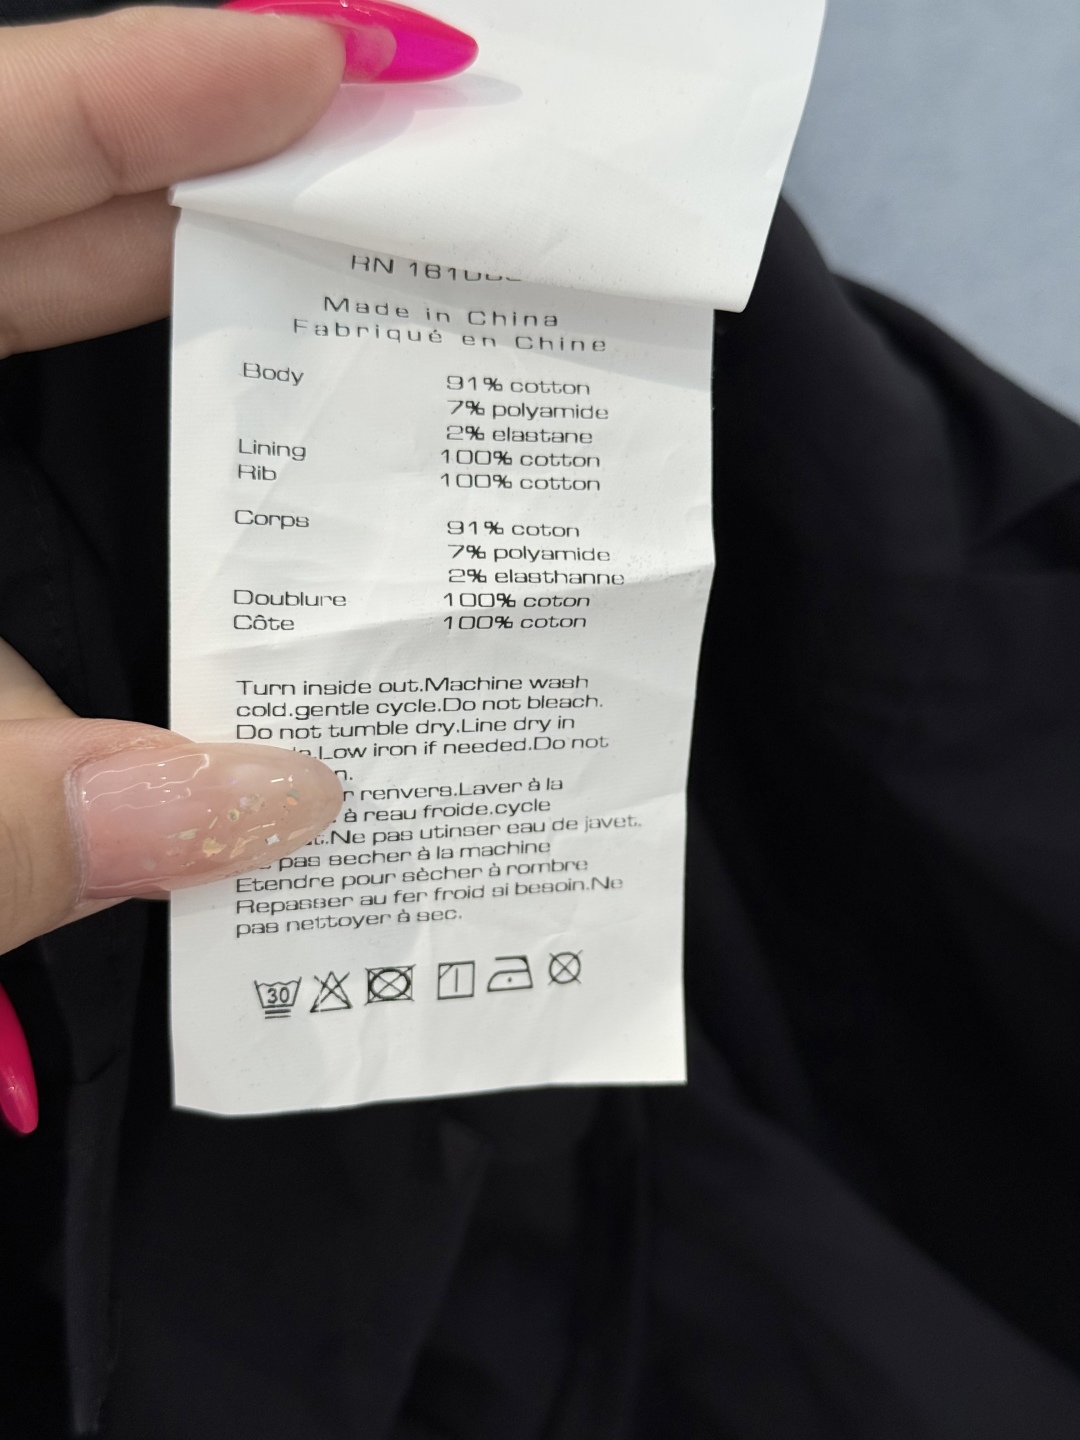 Made in China
Fabriqué en Chine
Body 91% cotton
7% polyamide
2% elastane
Lining 100% cotton
Rib 100% cotton
Corps 91% coton
7% polyamide
2% elasthanne
Doublure 100% coton
Côte 100% coton
Turn inside out.Machine wash
cold.gentle cycle.Do not bleach.
Do not tumble dry.Line dry in
Low iron if needed.Do not
renvers.Laver à la
à reau froide.cycle
Ne pas utinser eau de javet.
pas secher à la machine
Etendre pour sècher à rombre
Repasser au fer froid si besoin.Ne
pas nettoyer à sec.
30